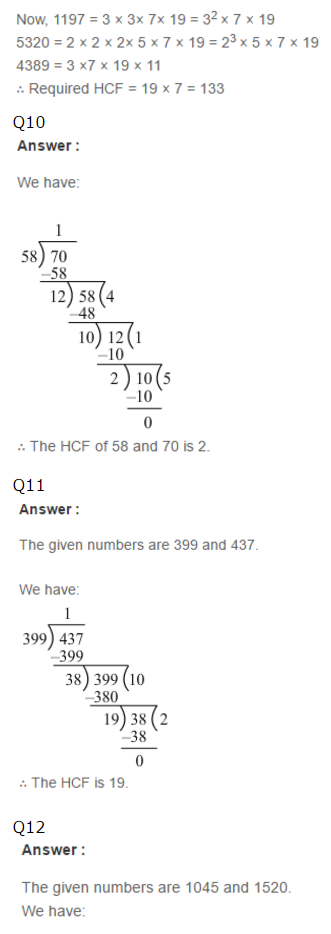 Now, 1197 = 3 x 3x 7x 19 = 3² x 7 x 19
5320 = 2 x 2 x 2x 5 x 7 x 19 = 2³ x 5 x 7 x 19
4389 = 3 x7 x 19 x 11
∴ Required HCF = 19 x 7 = 133
Q10
Answer :
We have:
1
58) 70
–58
12) 58 (4
–48
10) 12 (1
–10
2 ) 10 (5
–10
0
∴ The HCF of 58 and 70 is 2.
Q11
Answer :
The given numbers are 399 and 437.
We have:
1
399) 437
–399
38) 399 (10
–380
19) 38 (2
–38
0
∴ The HCF is 19.
Q12
Answer :
The given numbers are 1045 and 1520.
We have: